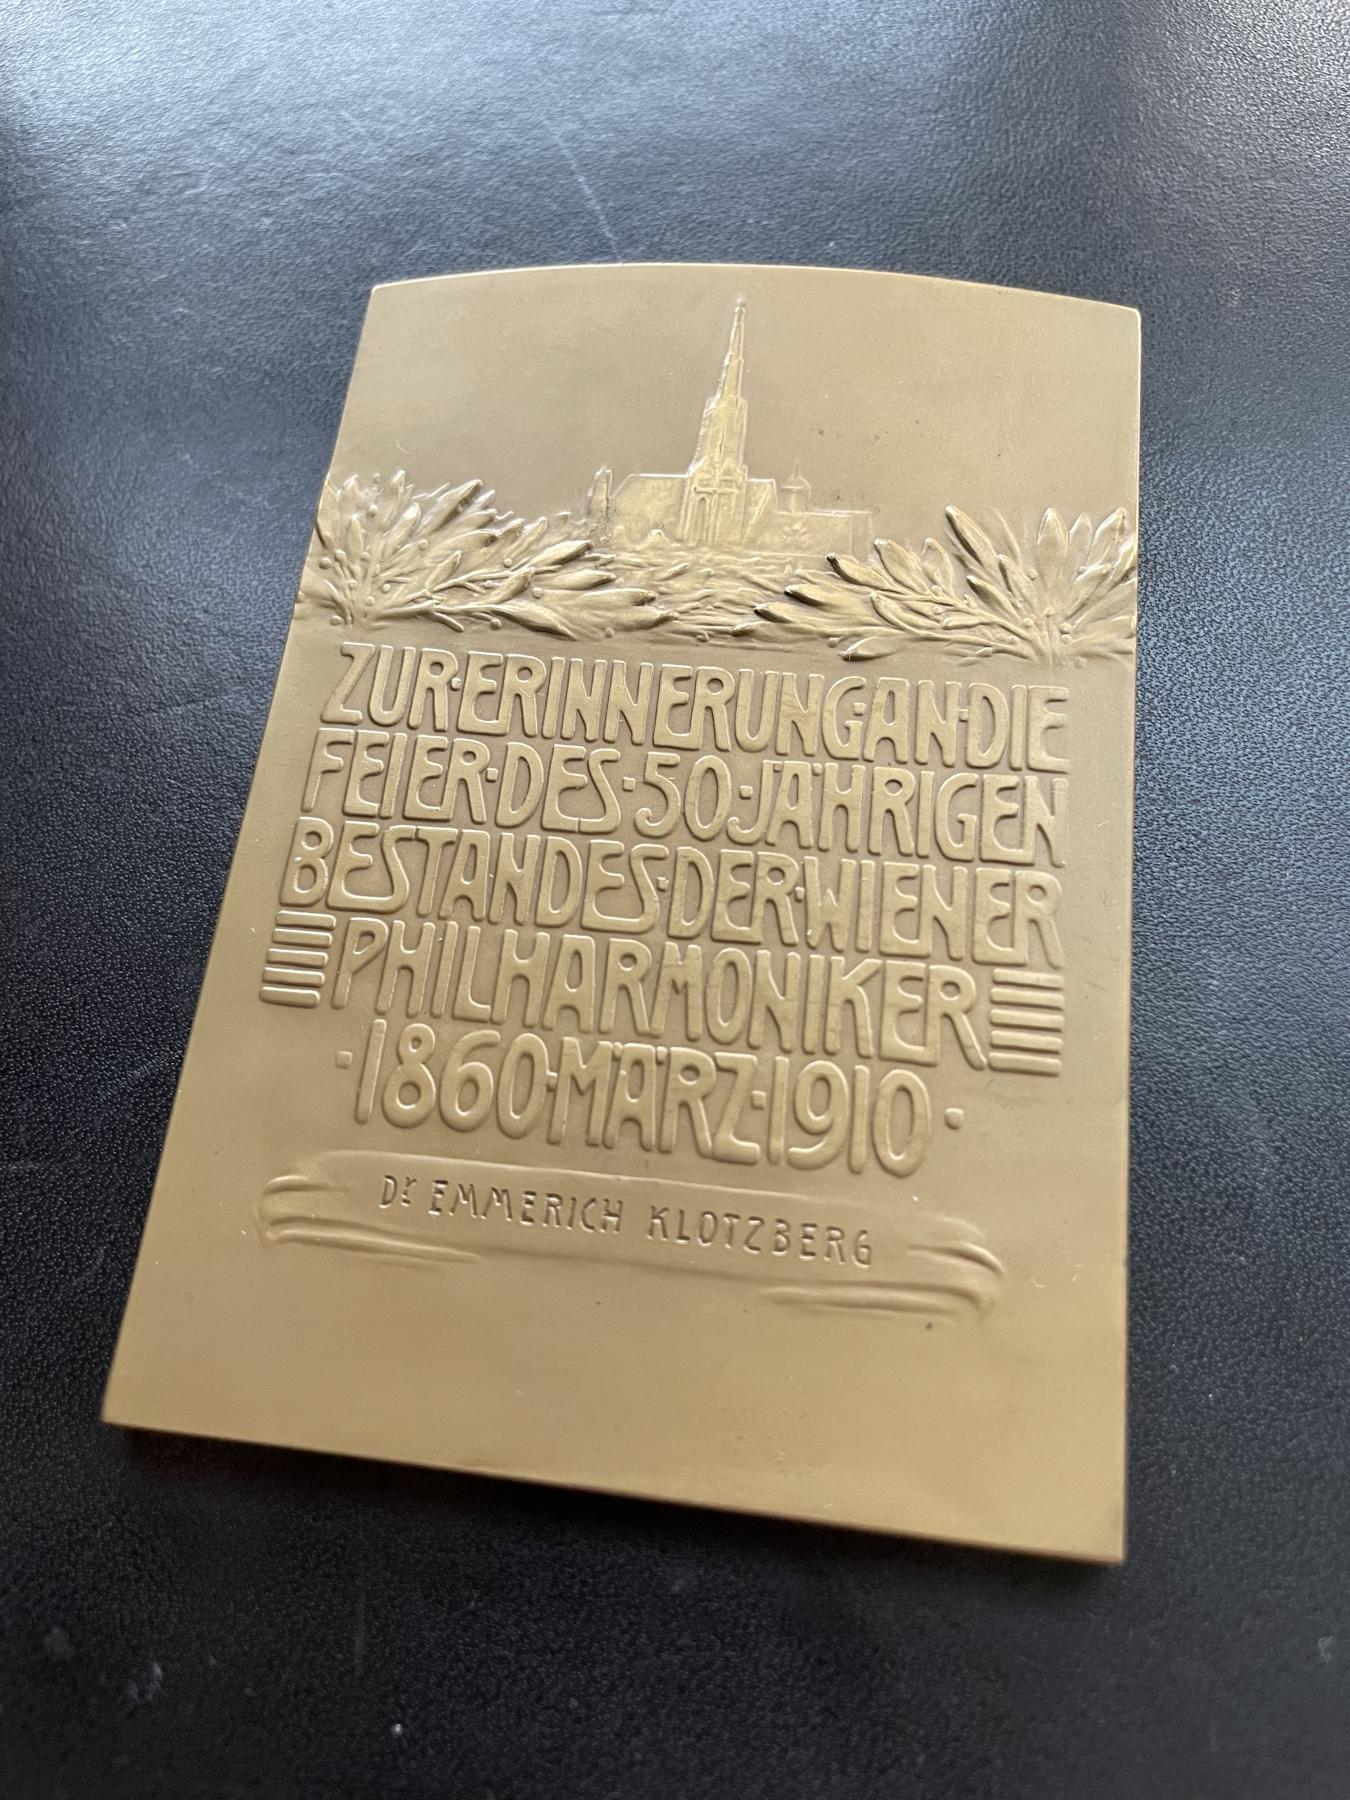 ZUR·ERINNERUNG·AN·DIE
FEIER·DES·50·JÄHRIGEN
BESTANDES·DER·WIENER
PHILHARMONIKER
·1860·MÄRZ·1910·
Dr EMMERICH KLOTZBERG